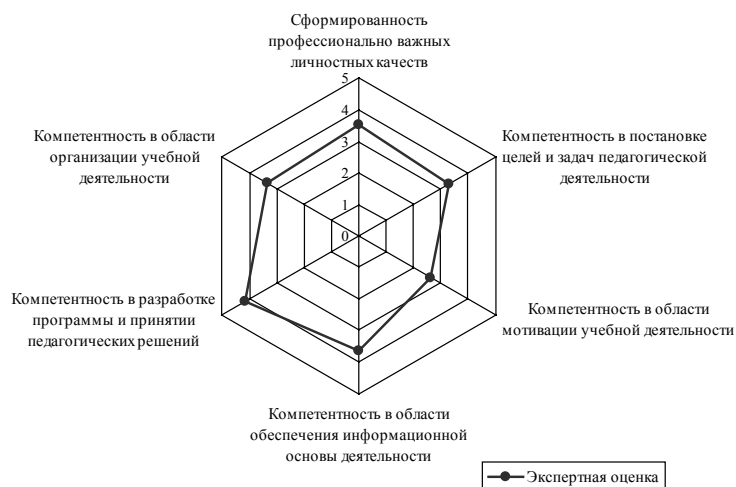 Сформированность
профессионально важных
личностных качеств
5
4
3
2
1
0
Компетентность в постановке
целей и задач педагогической
деятельности
Компетентность в области
мотивации учебной деятельности
Компетентность в области
обеспечения информационной
основы деятельности
Компетентность в разработке
программы и принятии
педагогических решений
Компетентность в области
организации учебной
деятельности
Экспертная оценка